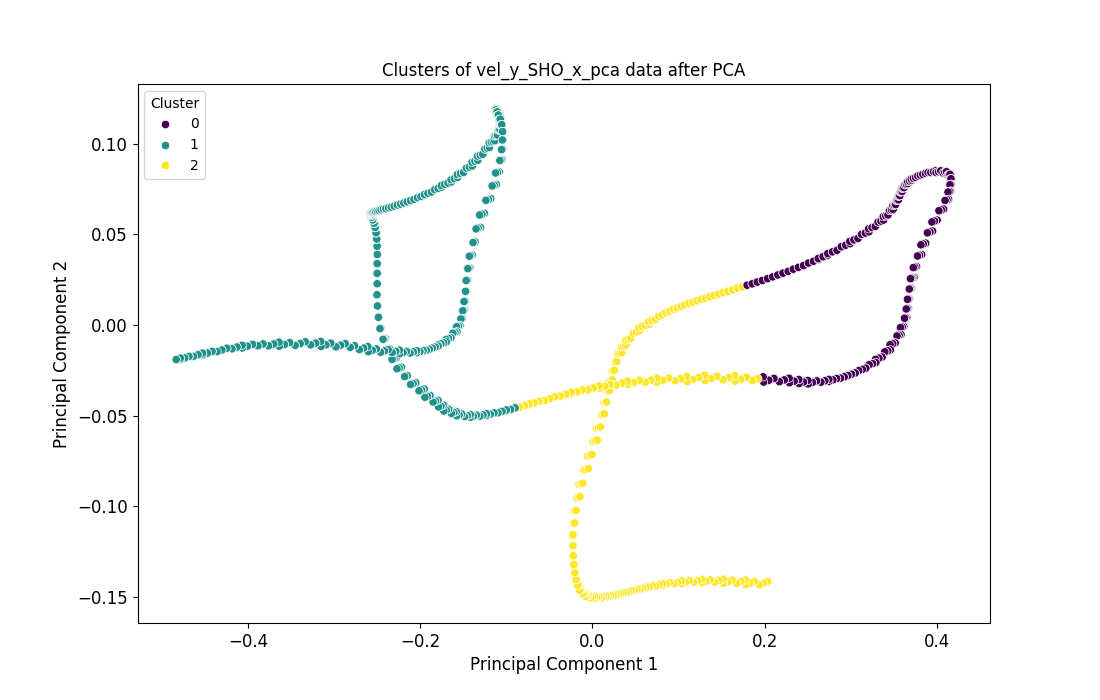 Clusters of vel_y_SHO_x_pca data after PCA
Cluster
0
1
2
0.10
0.05
0.00
−0.05
−0.10
−0.15
Principal Component 2
−0.4 −0.2 0.0 0.2 0.4
Principal Component 1